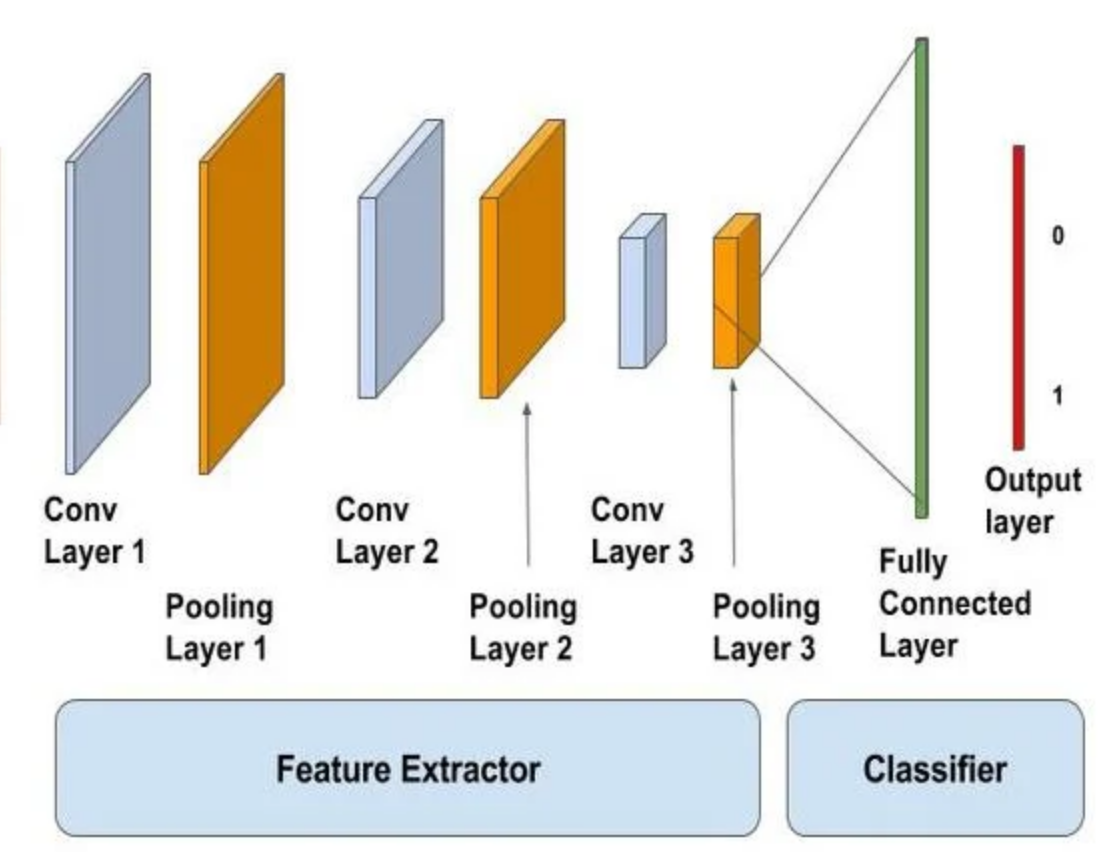 0
1
Output
layer
Conv
Layer 1
Conv
Layer 2
Conv
Layer 3
Fully
Connected
Layer
Pooling
Layer 1
Pooling
Layer 2
Pooling
Layer 3
Feature Extractor
Classifier